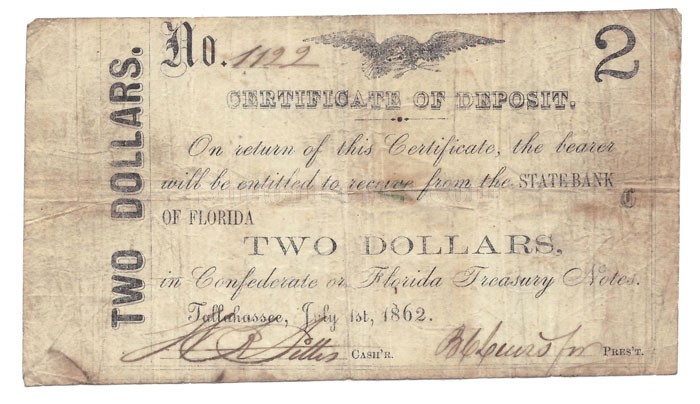 TWO DOLLARS.
No. 1122
2
CERTIFICATE OF DEPOSIT.
On return of this Certificate, the bearer
will be entitled to receive from the STATE BANK
C
OF FLORIDA
TWO DOLLARS,
in Confederate or Florida Treasury Notes.
Tallahassee, July 1st, 1862.
CASH'R.
PRES'T.